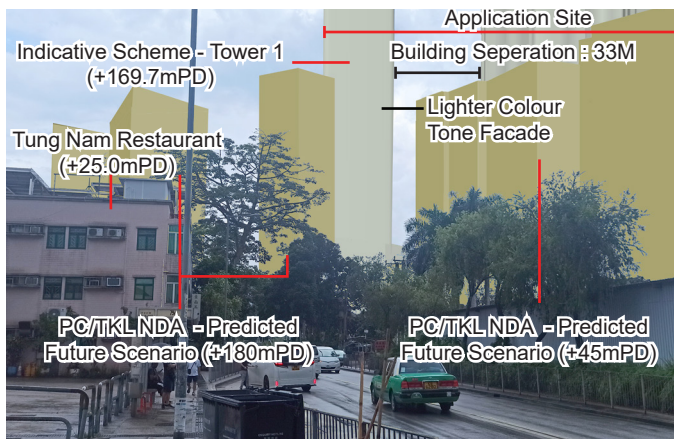 Application Site
Indicative Scheme - Tower 1
(+169.7mPD)
Building Seperation : 33M
Lighter Colour
Tone Facade
Tung Nam Restaurant
(+25.0mPD)
PC/TKL NDA - Predicted
Future Scenario (+180mPD)
PC/TKL NDA - Predicted
Future Scenario (+45mPD)